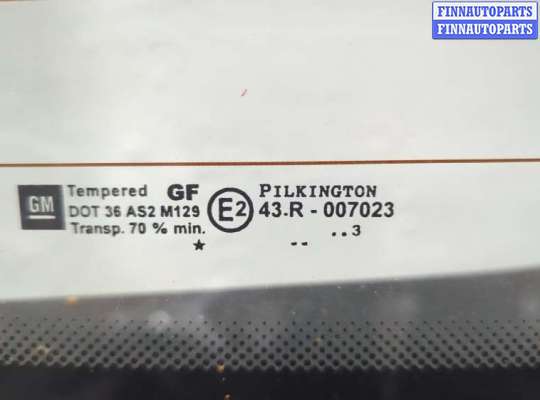 FINNAUTOPARTS
FINNAUTOPARTS
GM
Tempered GF
DOT 36 AS2 M129
Transp. 70 % min.
E2
PILKINGTON
43.R - 007023
..3